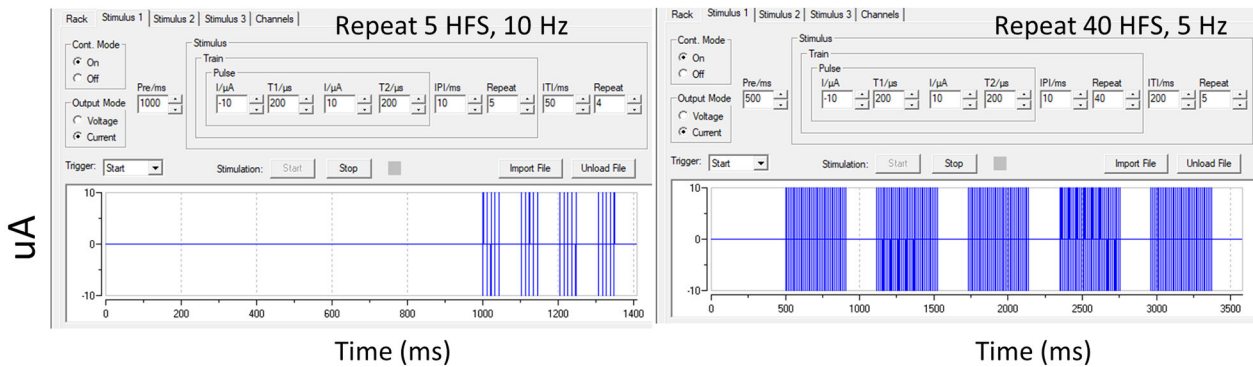 Rack Stimulus 1 Stimulus 2 Stimulus 3 Channels
Repeat 5 HFS, 10 Hz
Cont. Mode
On
Off
Output Mode
Voltage
Current
Pre/ms
1000
Stimulus
Train
Pulse
I/µA T1/µs I/µA T2/µs IPI/ms Repeat ITI/ms Repeat
-10 200 10 200 10 5 50 4
Trigger: Start Stimulation: Start Stop Import File Unload File
10
0
-10
0 200 400 600 800 1000 1200 1400
uA
Time (ms)
Rack Stimulus 1 Stimulus 2 Stimulus 3 Channels
Repeat 40 HFS, 5 Hz
Cont. Mode
On
Off
Output Mode
Voltage
Current
Pre/ms
500
Stimulus
Train
Pulse
I/µA T1/µs I/µA T2/µs IPI/ms Repeat ITI/ms Repeat
-10 200 10 200 10 40 200 5
Trigger: Start Stimulation: Start Stop Import File Unload File
10
0
-10
0 500 1000 1500 2000 2500 3000 3500
Time (ms)